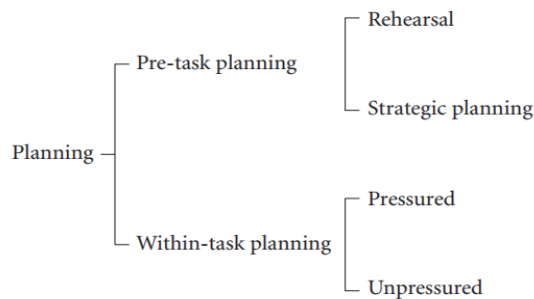 Rehearsal
Pre-task planning
Strategic planning
Planning
Pressured
Within-task planning
Unpressured